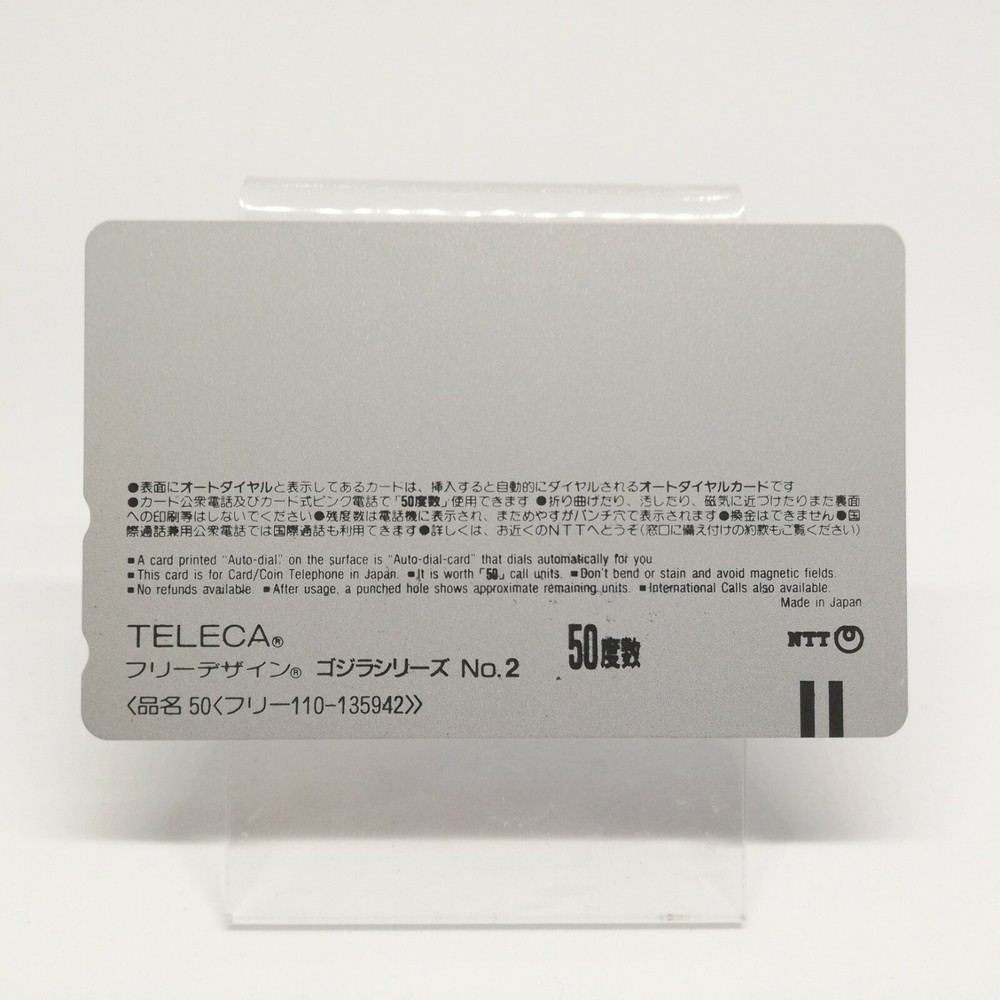 ●表面にオートダイヤルと表示してあるカードは、挿入すると自動的にダイヤルされるオートダイヤルカードです
●カード公衆電話及びカード式ピンク電話で「50度数」使用できます ●折り曲げたり、汚したり、磁気に近づけたりまた裏面
への印刷等はしないでください●残度数は電話機に表示され、まためやすがパンチ穴で表示されます●換金はできません●国
際通話兼用公衆電話では国際通話も利用できます●詳しくは、お近くのNTTへどうぞ(窓口に備え付けの約款もご覧ください)
■A card printed "Auto-dial" on the surface is "Auto-dial-card" that dials automatically for you.
■This card is for Card/Coin Telephone in Japan. ■It is worth「50」call units. ■Don't bend or stain and avoid magnetic fields.
■No refunds available. ■After usage, a punched hole shows approximate remaining units. ■International Calls also available.
Made in Japan
TELECA® 50度数 NTT
フリーデザイン® ゴジラシリーズ No.2
〈品名 50〈フリー110-135942〉〉